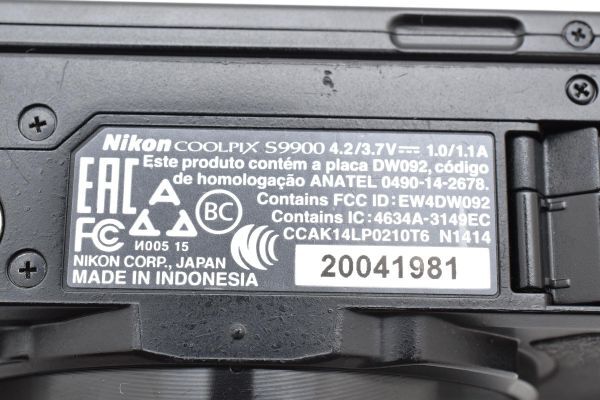 Nikon COOLPIX S9900 4.2/3.7V⎓ 1.0/1.1A
Este produto contém a placa DW092, código
de homologação ANATEL 0490-14-2678.
Contains FCC ID:EW4DW092
Contains IC:4634A-3149EC
CCAK14LP0210T6 N1414
EAC
FC
BC
И005 15
NIKON CORP., JAPAN
MADE IN INDONESIA
20041981